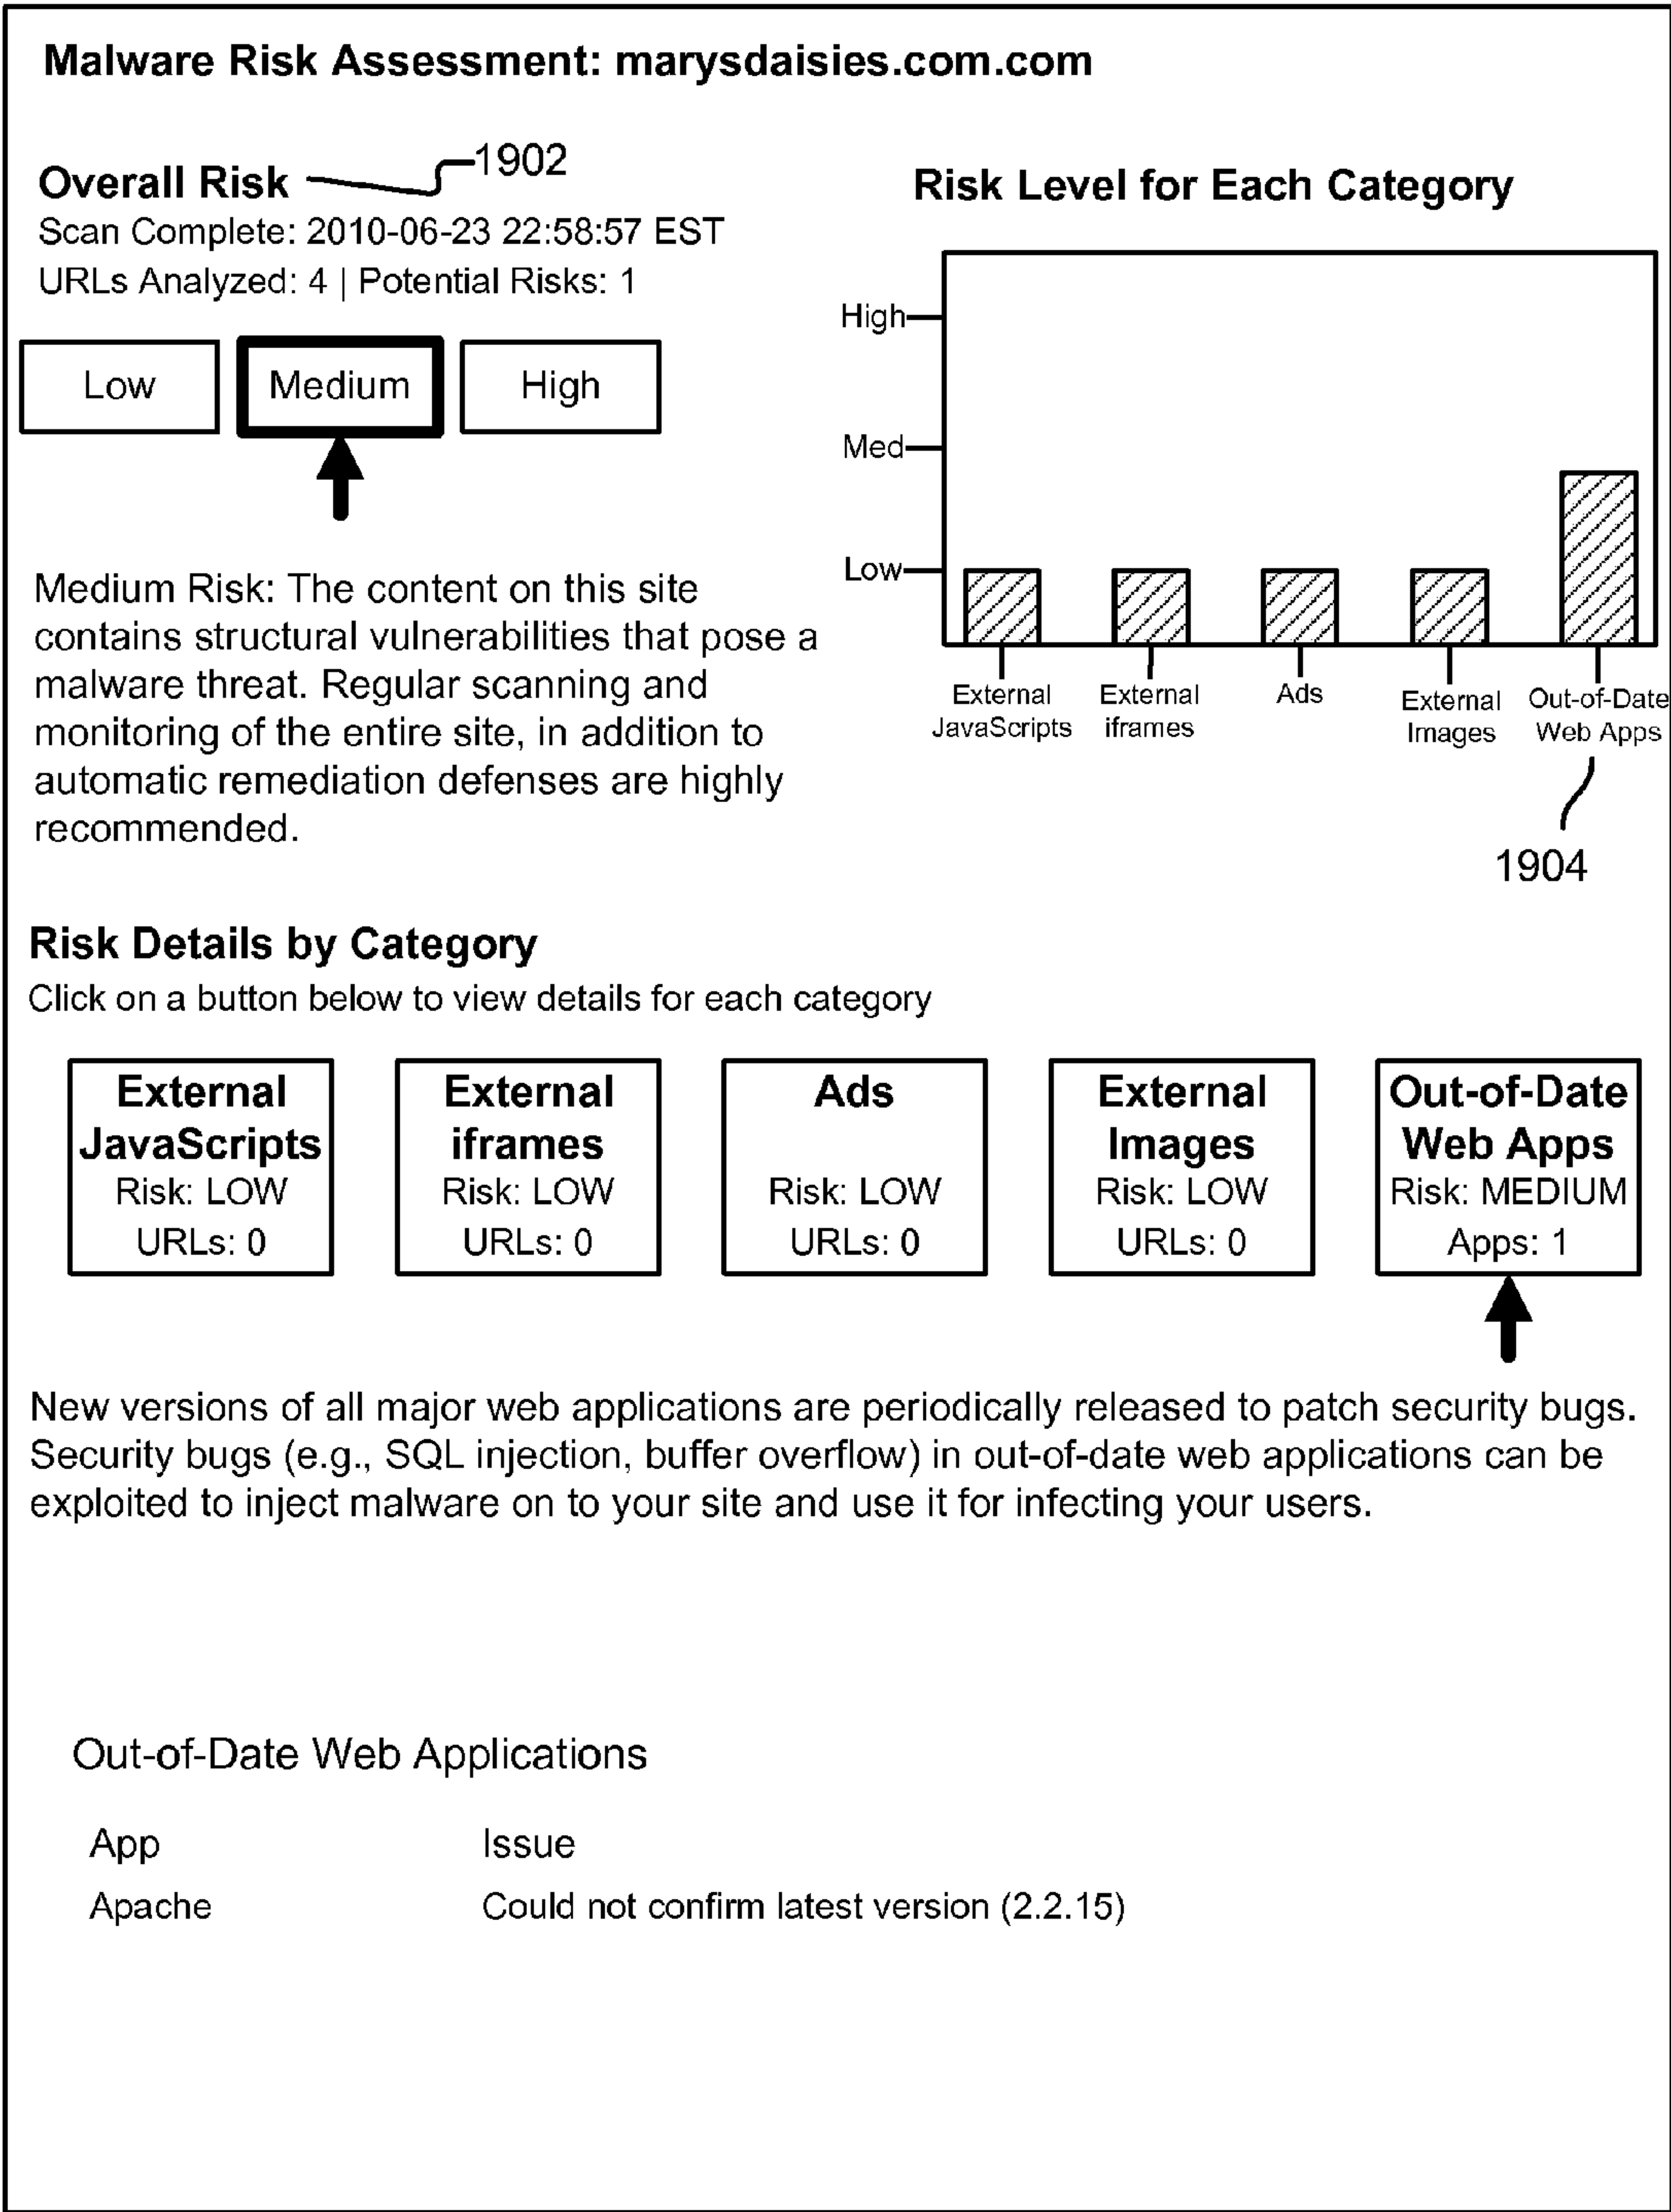 Malware Risk Assessment: marysdaisies.com.com
Overall Risk
1902
Scan Complete: 2010-06-23 22:58:57 EST
URLs Analyzed: 4 | Potential Risks: 1
Low
Medium
High
Medium Risk: The content on this site
contains structural vulnerabilities that pose a
malware threat. Regular scanning and
monitoring of the entire site, in addition to
automatic remediation defenses are highly
recommended.
Risk Level for Each Category
High
Med
Low
External
JavaScripts
External
iframes
Ads
External
Images
Out-of-Date
Web Apps
1904
Risk Details by Category
Click on a button below to view details for each category
External
JavaScripts
Risk: LOW
URLs: 0
External
iframes
Risk: LOW
URLs: 0
Ads
Risk: LOW
URLs: 0
External
Images
Risk: LOW
URLs: 0
Out-of-Date
Web Apps
Risk: MEDIUM
Apps: 1
New versions of all major web applications are periodically released to patch security bugs.
Security bugs (e.g., SQL injection, buffer overflow) in out-of-date web applications can be
exploited to inject malware on to your site and use it for infecting your users.
Out-of-Date Web Applications
App Issue
Apache Could not confirm latest version (2.2.15)